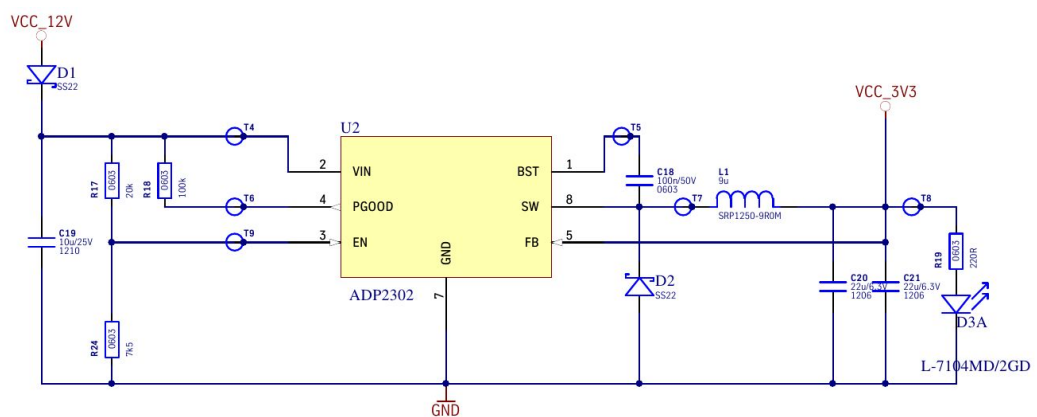 VCC_12V
D1
SS22
VCC_3V3
U2
T4
T5
2
VIN
BST
1
R17
0603
20k
R18
0603
100k
C18
100n/50V
0603
L1
9u
SRP1250-9R0M
T6
4
PGOOD
SW
8
T7
T8
C19
10u/25V
1210
T9
3
EN
FB
5
GND
7
R19
0603
220R
D2
SS22
C20
22u/6.3V
1206
C21
22u/6.3V
1206
ADP2302
D3A
R24
0603
7k5
L-7104MD/2GD
GND